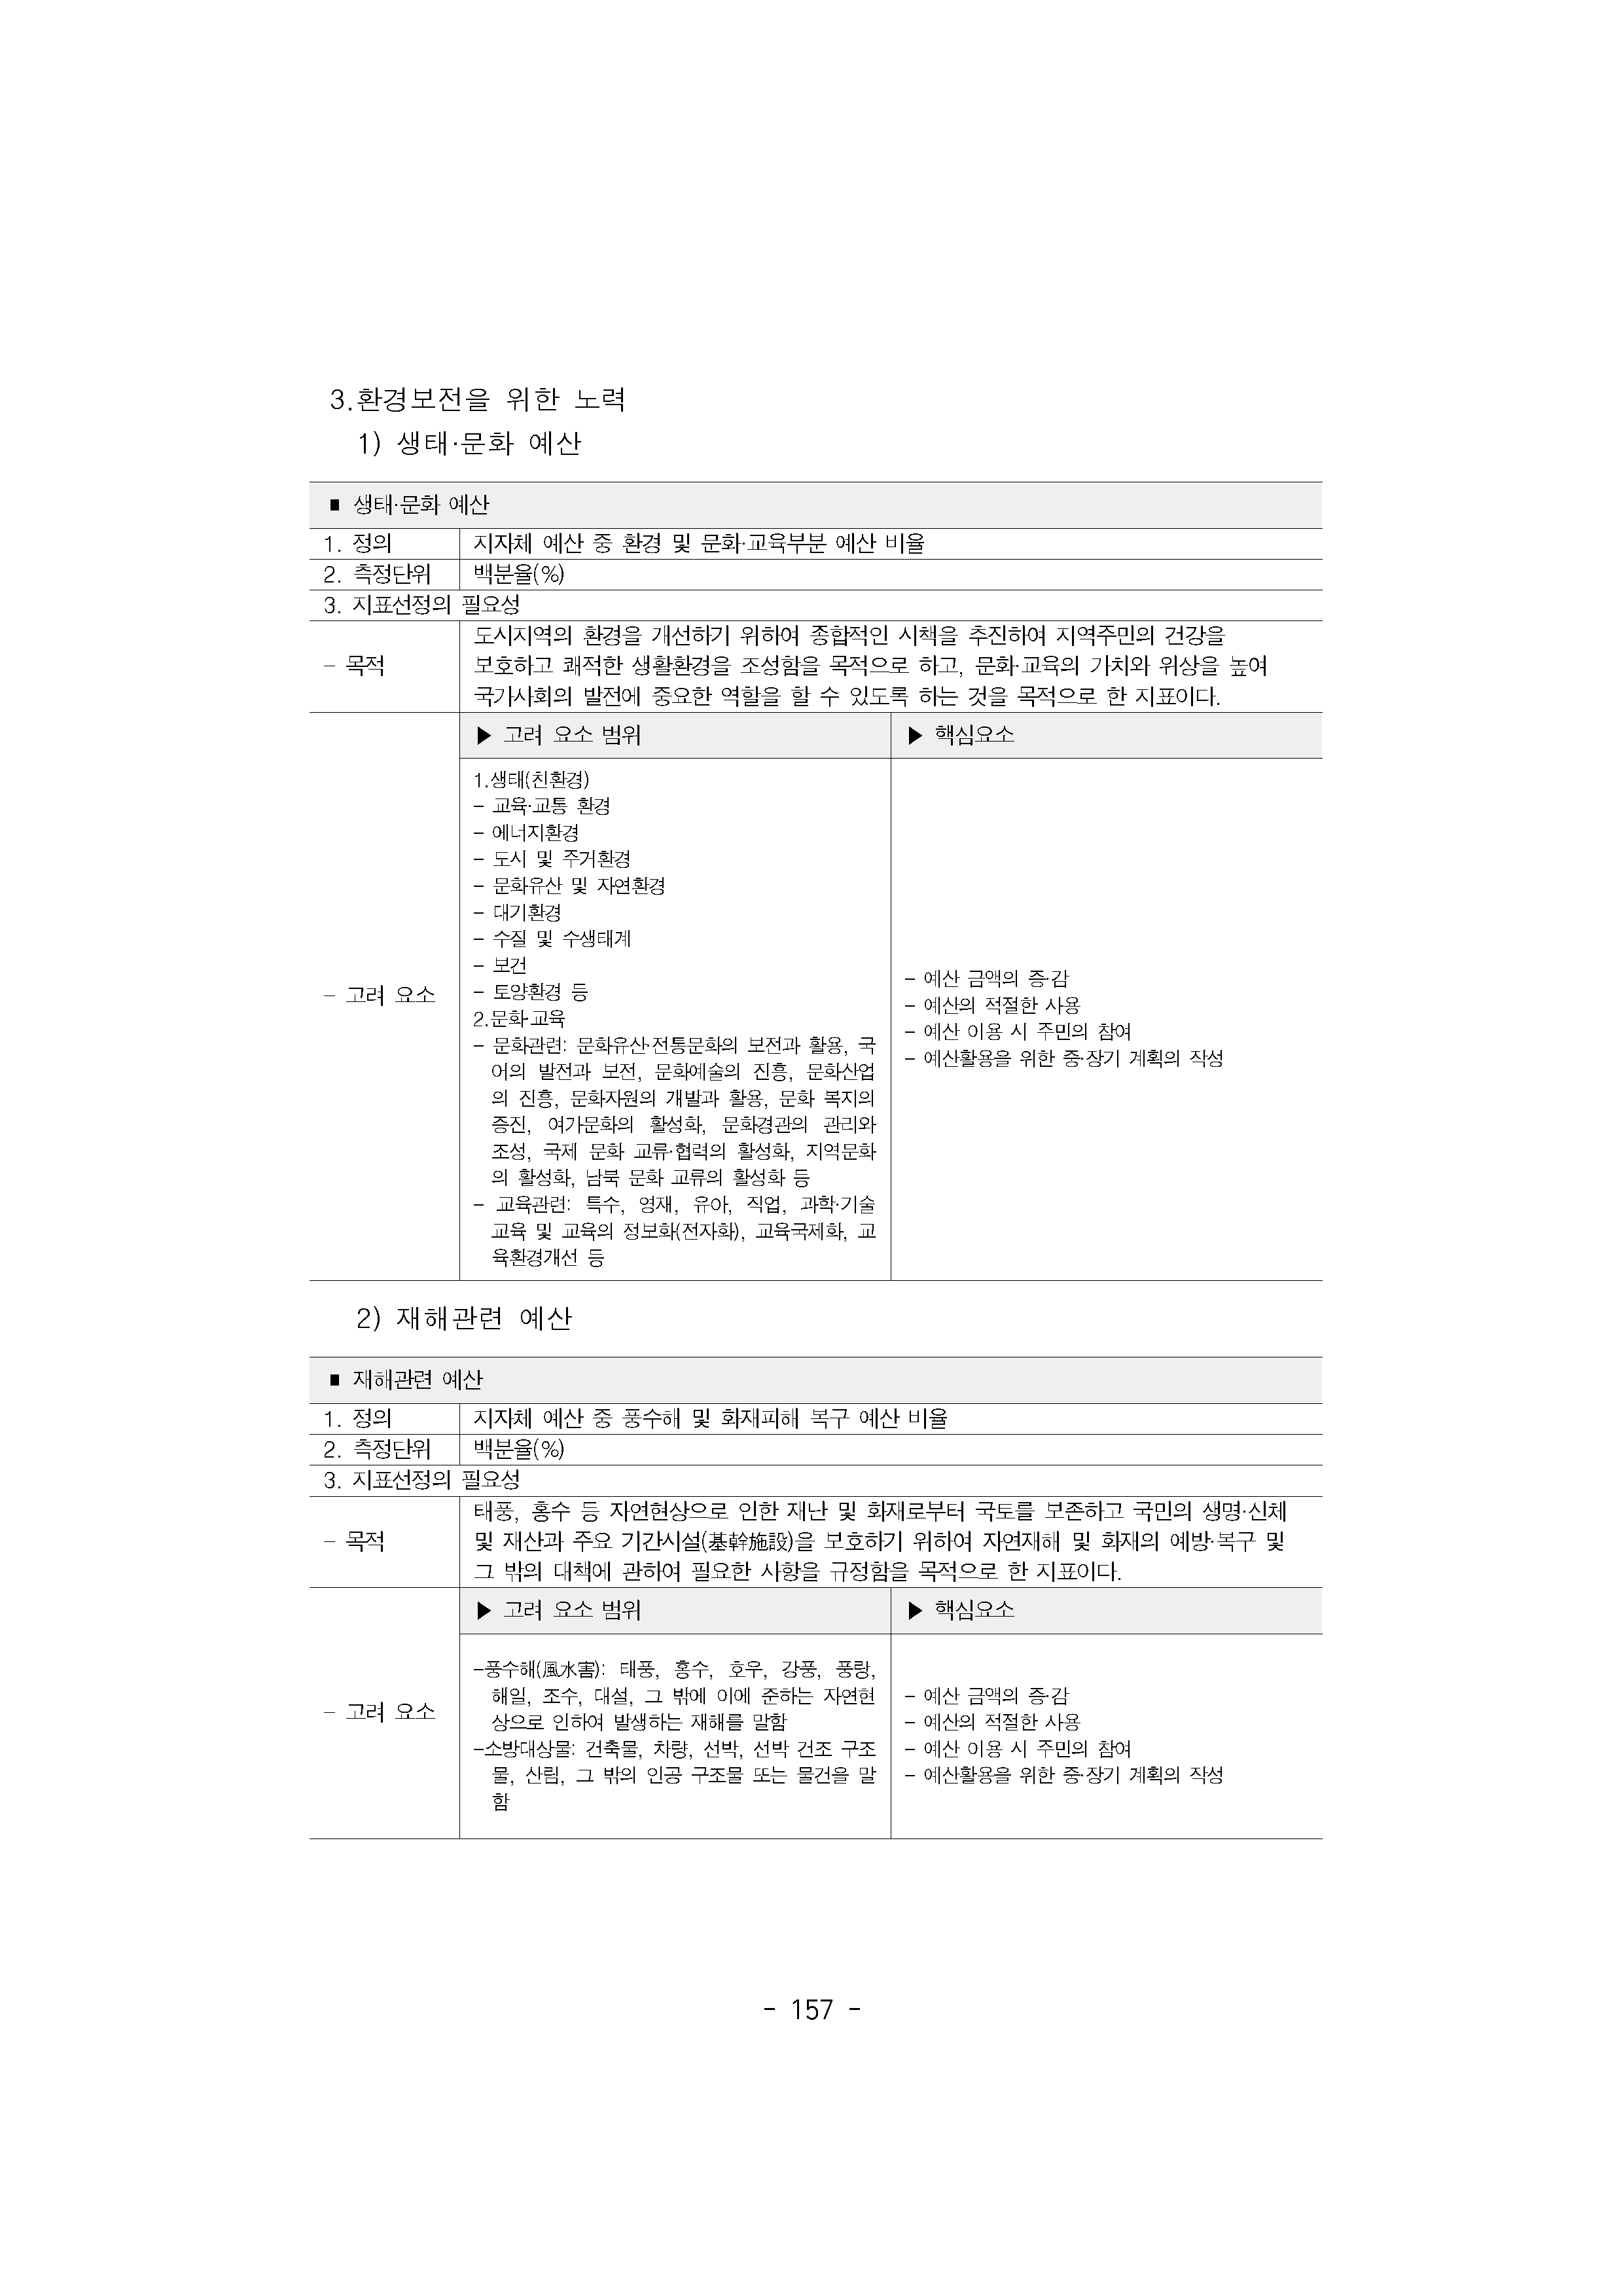 3.환경보전을 위한 노력
1) 생태·문화 예산
■ 생태·문화 예산
1. 정의 지자체 예산 중 환경 및 문화·교육부분 예산 비율
2. 측정단위 백분율(%)
3. 지표선정의 필요성
도시지역의 환경을 개선하기 위하여 종합적인 시책을 추진하여 지역주민의 건강을
- 목적 보호하고 쾌적한 생활환경을 조성함을 목적으로 하고, 문화·교육의 가치와 위상을 높여
국가사회의 발전에 중요한 역할을 할 수 있도록 하는 것을 목적으로 한 지표이다.
- 고려 요소
▶ 고려 요소 범위
1.생태(친환경)
- 교육·교통 환경
- 에너지환경
- 도시 및 주거환경
- 문화유산 및 자연환경
- 대기환경
- 수질 및 수생태계
- 보건
- 토양환경 등
2.문화·교육
- 문화관련: 문화유산·전통문화의 보전과 활용, 국
어의 발전과 보전, 문화예술의 진흥, 문화산업
의 진흥, 문화자원의 개발과 활용, 문화 복지의
증진, 여가문화의 활성화, 문화경관의 관리와
조성, 국제 문화 교류·협력의 활성화, 지역문화
의 활성화, 남북 문화 교류의 활성화 등
- 교육관련: 특수, 영재, 유아, 직업, 과학·기술
교육 및 교육의 정보화(전자화), 교육국제화, 교
육환경개선 등
▶ 핵심요소
- 예산 금액의 증·감
- 예산의 적절한 사용
- 예산 이용 시 주민의 참여
- 예산활용을 위한 중·장기 계획의 작성
2) 재해관련 예산
■ 재해관련 예산
1. 정의 지자체 예산 중 풍수해 및 화재피해 복구 예산 비율
2. 측정단위 백분율(%)
3. 지표선정의 필요성
태풍, 홍수 등 자연현상으로 인한 재난 및 화재로부터 국토를 보존하고 국민의 생명·신체
- 목적 및 재산과 주요 기간시설(基幹施設)을 보호하기 위하여 자연재해 및 화재의 예방·복구 및
그 밖의 대책에 관하여 필요한 사항을 규정함을 목적으로 한 지표이다.
- 고려 요소
▶ 고려 요소 범위
-풍수해(風水害): 태풍, 홍수, 호우, 강풍, 풍랑,
해일, 조수, 대설, 그 밖에 이에 준하는 자연현
상으로 인하여 발생하는 재해를 말함
-소방대상물: 건축물, 차량, 선박, 선박 건조 구조
물, 산림, 그 밖의 인공 구조물 또는 물건을 말
함
▶ 핵심요소
- 예산 금액의 증·감
- 예산의 적절한 사용
- 예산 이용 시 주민의 참여
- 예산활용을 위한 중·장기 계획의 작성
- 157 -